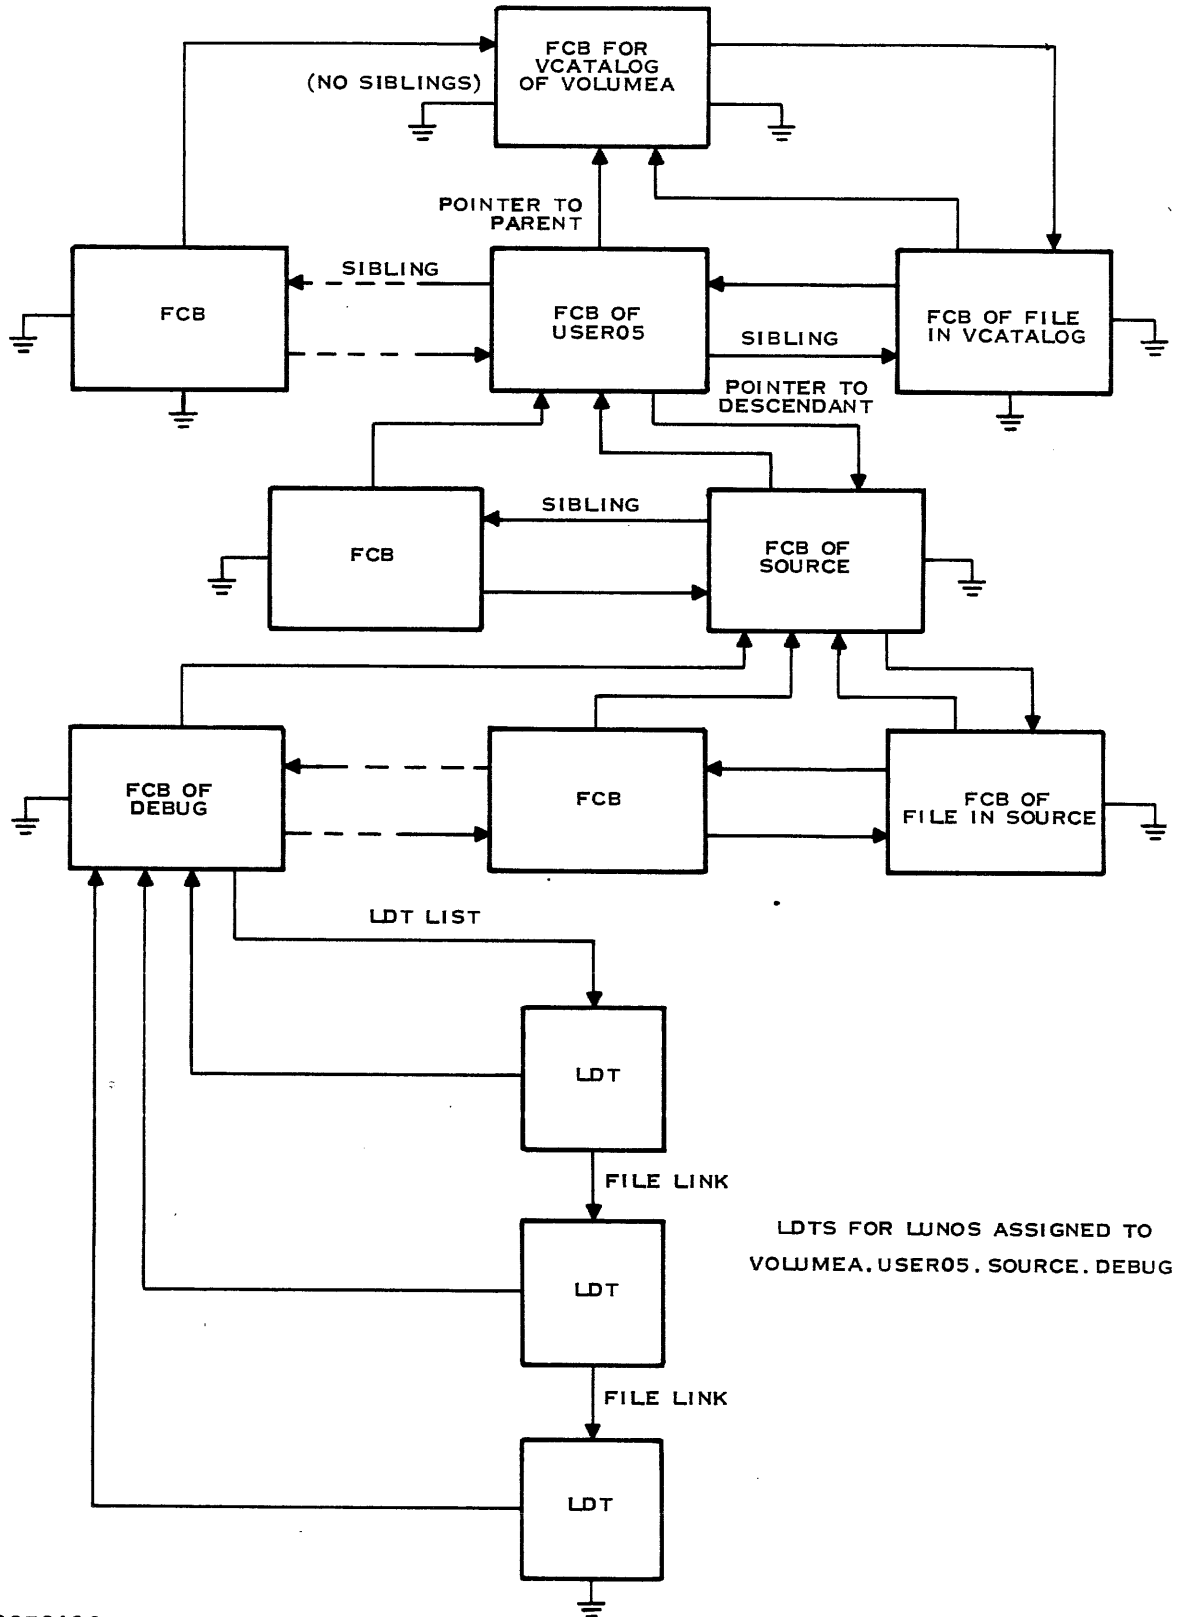 FCB FOR
VCATALOG
OF VOLUMEA
(NO SIBLINGS)
POINTER TO
PARENT
SIBLING
FCB
FCB OF
USER05
SIBLING
FCB OF FILE
IN VCATALOG
POINTER TO
DESCENDANT
SIBLING
FCB
FCB OF
SOURCE
FCB OF
DEBUG
FCB
FCB OF
FILE IN SOURCE
LDT LIST
LDT
FILE LINK
LDTS FOR LUNOS ASSIGNED TO
VOLUMEA.USER05.SOURCE.DEBUG
LDT
FILE LINK
LDT